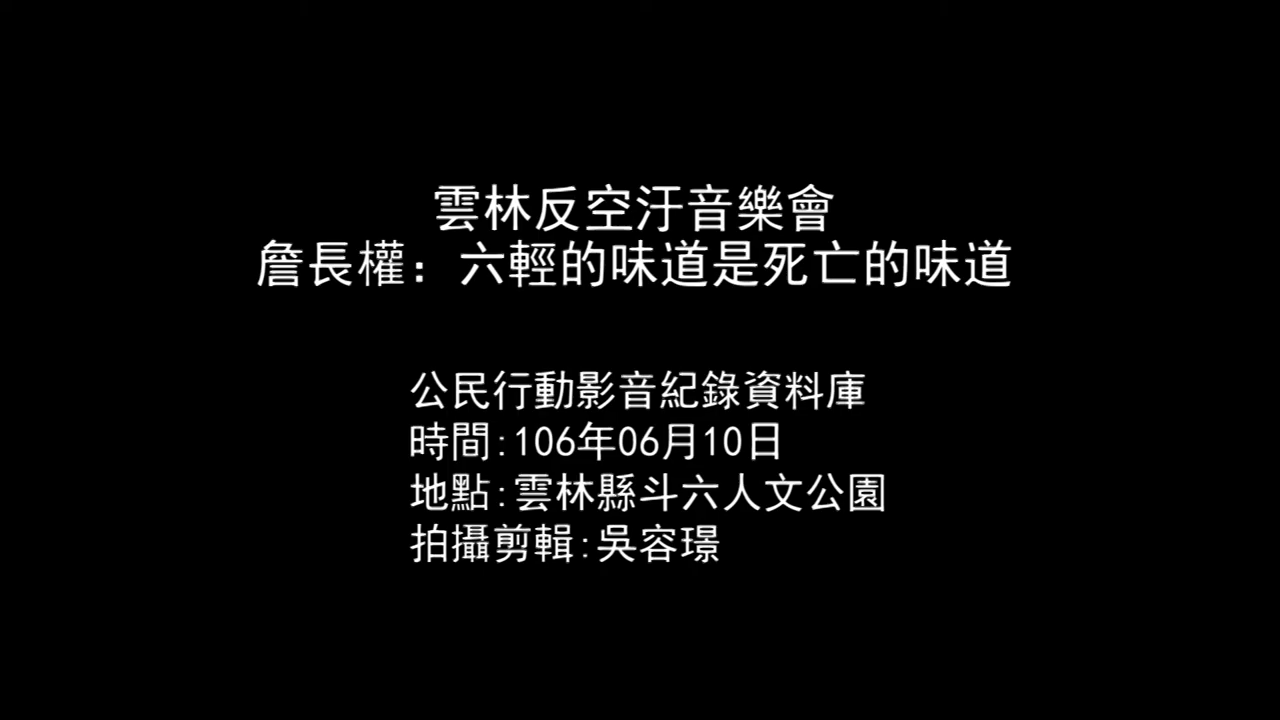 雲林反空汙音樂會
詹長權：六輕的味道是死亡的味道
公民行動影音紀錄資料庫
時間:106年06月10日
地點:雲林縣斗六人文公園
拍攝剪輯:吳容璟